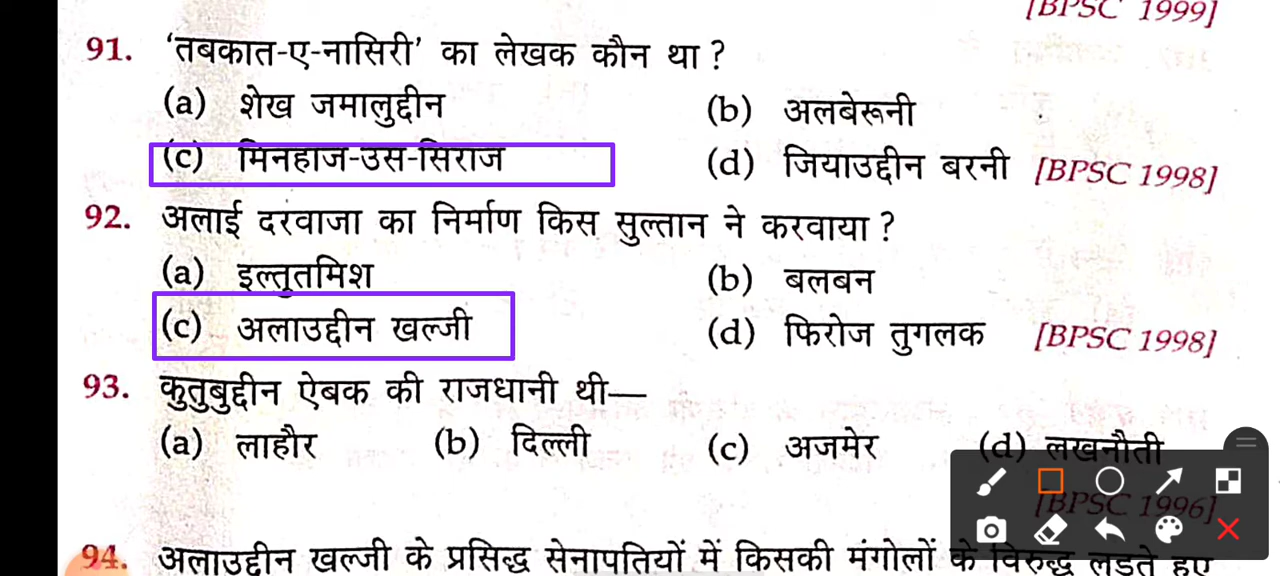 [BPSC 1999]
91. ‘तबकात-ए-नासिरी’ का लेखक कौन था ?
(a) शेख जमालुद्दीन (b) अलबेरूनी
(c) मिनहाज-उस-सिराज (d) जियाउद्दीन बरनी [BPSC 1998]
92. अलाई दरवाजा का निर्माण किस सुल्तान ने करवाया ?
(a) इल्तुतमिश (b) बलबन
(c) अलाउद्दीन खल्जी (d) फिरोज तुगलक [BPSC 1998]
93. कुतुबुद्दीन ऐबक की राजधानी थी—
(a) लाहौर (b) दिल्ली (c) अजमेर (d) लखनौती
[BPSC 1996]
94. अलाउद्दीन खल्जी के प्रसिद्ध सेनापतियों में किसकी मंगोलों के विरुद्ध लड़ते हुए